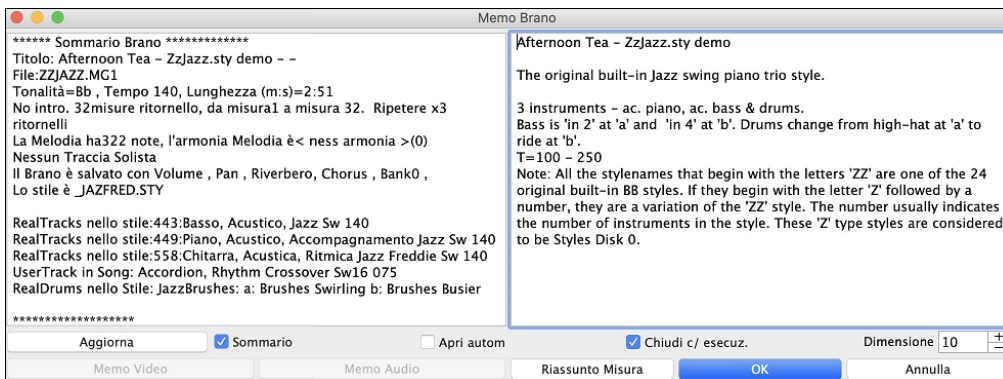 Memo Brano
****** Sommario Brano *************
Titolo: Afternoon Tea - ZzJazz.sty demo - -
File:ZZJAZZ.MG1
Tonalità=Bb , Tempo 140, Lunghezza (m:s)=2:51
No intro. 32misure ritornello, da misura1 a misura 32.  Ripetere x3
ritornelli
La Melodia ha322 note, l'armonia Melodia è< ness armonia >(0)
Nessun Traccia Solista
Il Brano è salvato con Volume , Pan , Riverbero, Chorus , Bank0 ,
Lo stile è _JAZFRED.STY
RealTracks nello stile:443:Basso, Acustico, Jazz Sw 140
RealTracks nello stile:449:Piano, Acustico, Accompagnamento Jazz Sw 140
RealTracks nello stile:558:Chitarra, Acustica, Ritmica Jazz Freddie Sw 140
UserTrack in Song: Accordion, Rhythm Crossover Sw16 075
RealDrums nello Stile: JazzBrushes: a: Brushes Swirling b: Brushes Busier
*******************
Afternoon Tea - ZzJazz.sty demo
The original built-in Jazz swing piano trio style.
3 instruments - ac. piano, ac. bass & drums.
Bass is 'in 2' at 'a' and  'in 4' at 'b'. Drums change from high-hat at 'a' to
ride at 'b'.
T=100 - 250
Note: All the stylenames that begin with the letters 'ZZ' are one of the 24
original built-in BB styles. If they begin with the letter 'Z' followed by a
number, they are a variation of the 'ZZ' style. The number usually indicates
the number of instruments in the style. These 'Z' type styles are considered
to be Styles Disk 0.
Aggiorna Sommario Apri autom Chiudi c/ esecuz. Dimensione 10 + −
Memo Video Memo Audio Riassunto Misura OK Annulla